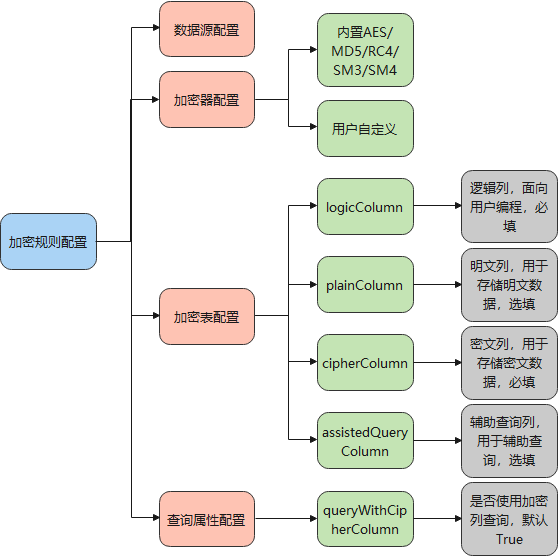 数据源配置
内置AES/
MD5/RC4/
SM3/SM4
加密器配置
用户自定义
logicColumn
逻辑列，面向
用户编程，必
填
加密规则配置
plainColumn
明文列，用于
存储明文数
据，选填
加密表配置
cipherColumn
密文列，用于
存储密文数
据，必填
assistedQuery
Column
辅助查询列，
用于辅助查
询，选填
查询属性配置
queryWithCip
herColumn
是否使用加密
列查询，默认
True